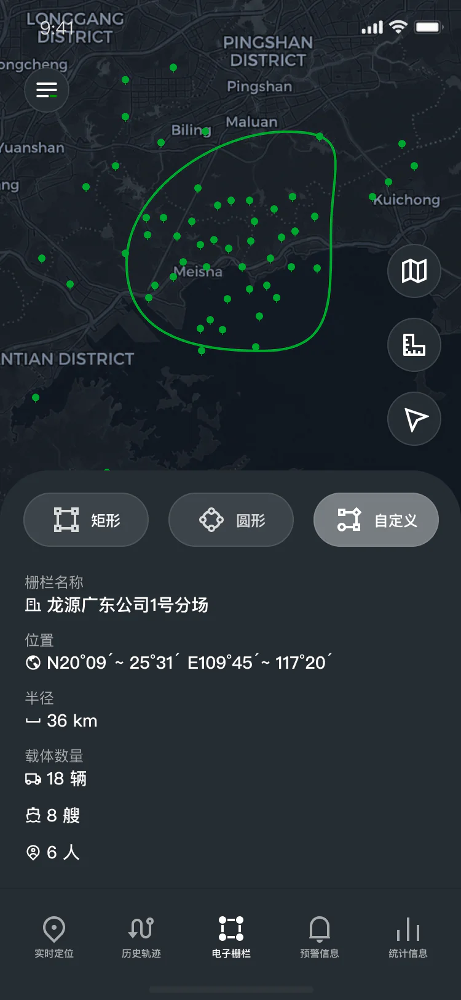 LONGGANG
DISTRICT
9:41
PINGSHAN
DISTRICT
ongcheng
Pingshan
Maluan
Biling
Yuanshan
ang
Kuichong
Meisha
NTIAN DISTRICT
矩形
圆形
自定义
栅栏名称
龙源广东公司1号分场
位置
N20°09´~ 25°31´ E109°45´~ 117°20´
半径
36 km
载体数量
18 辆
8 艘
6 人
实时定位
历史轨迹
电子栅栏
预警信息
统计信息